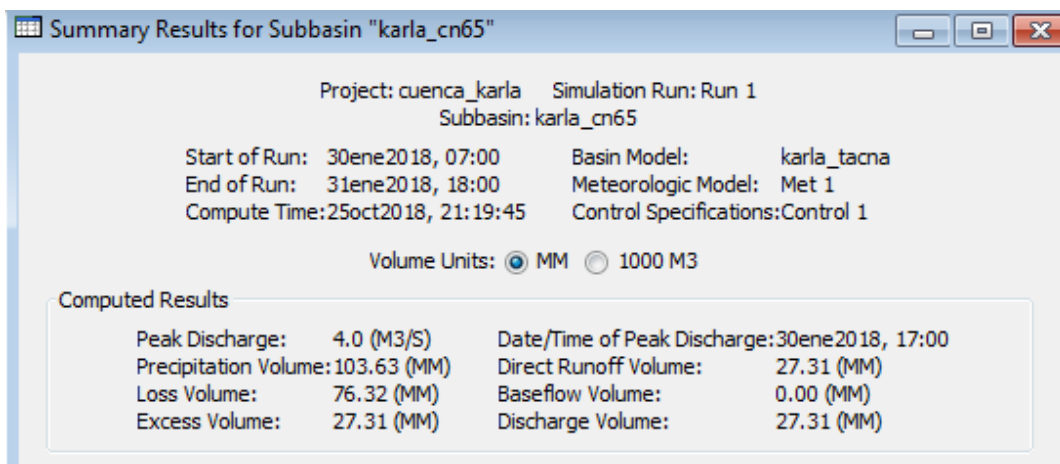 Summary Results for Subbasin "karla_cn65"
Project: cuenca_karla Simulation Run: Run 1
Subbasin: karla_cn65
Start of Run: 30ene2018, 07:00 Basin Model: karla_tacna
End of Run: 31ene2018, 18:00 Meteorologic Model: Met 1
Compute Time:25oct2018, 21:19:45 Control Specifications:Control 1
Volume Units: MM 1000 M3
Computed Results
Peak Discharge: 4.0 (M3/S) Date/Time of Peak Discharge:30ene2018, 17:00
Precipitation Volume:103.63 (MM) Direct Runoff Volume: 27.31 (MM)
Loss Volume: 76.32 (MM) Baseflow Volume: 0.00 (MM)
Excess Volume: 27.31 (MM) Discharge Volume: 27.31 (MM)